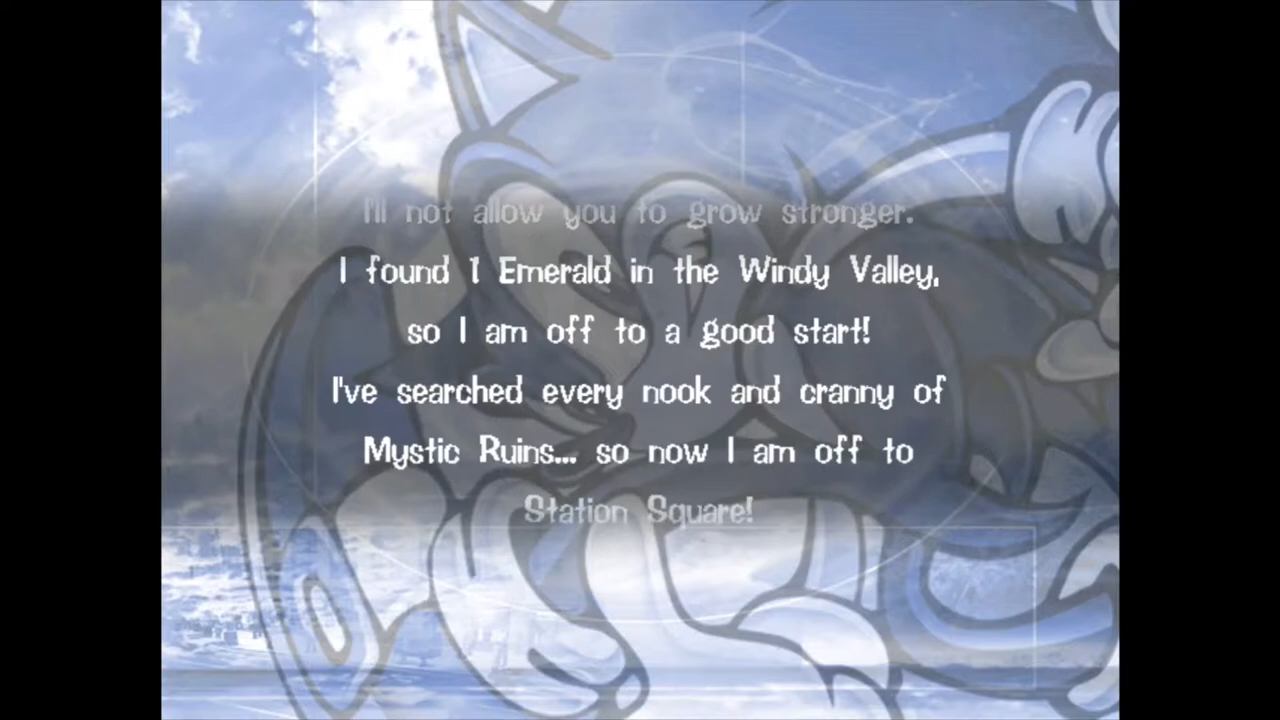 I'll not allow you to grow stronger.
I found 1 Emerald in the Windy Valley,
so I am off to a good start!
I've searched every nook and cranny of
Mystic Ruins... so now I am off to
Station Square!